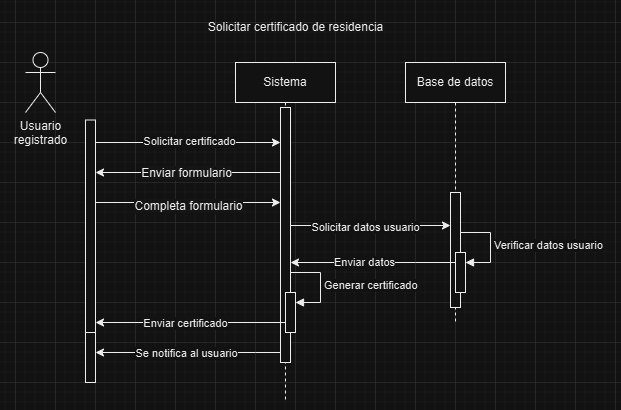 Solicitar certificado de residencia
Sistema
Base de datos
Usuario
registrado
Solicitar certificado
Enviar formulario
Completa formulario
Solicitar datos usuario
Verificar datos usuario
Enviar datos
Generar certificado
Enviar certificado
Se notifica al usuario